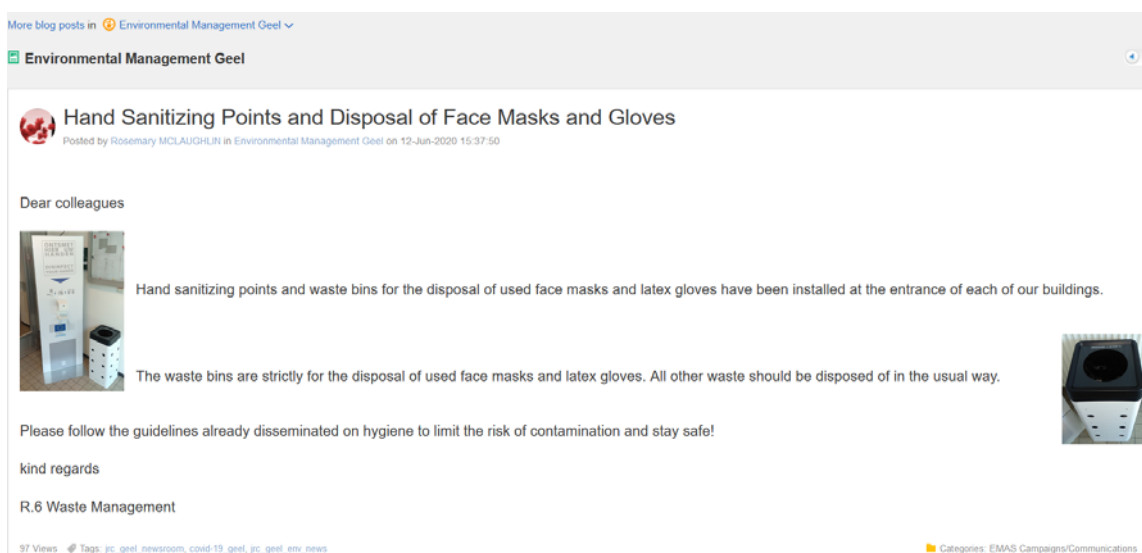 More blog posts in Environmental Management Geel
Environmental Management Geel
Hand Sanitizing Points and Disposal of Face Masks and Gloves
Posted by Rosemary MCLAUGHLIN in Environmental Management Geel on 12-Jun-2020 15:37:50
Dear colleagues
ONTSMET
HIER UW
HANDEN
Hand sanitizing points and waste bins for the disposal of used face masks and latex gloves have been installed at the entrance of each of our buildings.
The waste bins are strictly for the disposal of used face masks and latex gloves. All other waste should be disposed of in the usual way.
Please follow the guidelines already disseminated on hygiene to limit the risk of contamination and stay safe!
kind regards
R.6 Waste Management
97 Views Tags: jrc_geel_newsroom, covid-19_geel, jrc_geel_env_news
Categories: EMAS Campaigns/Communications